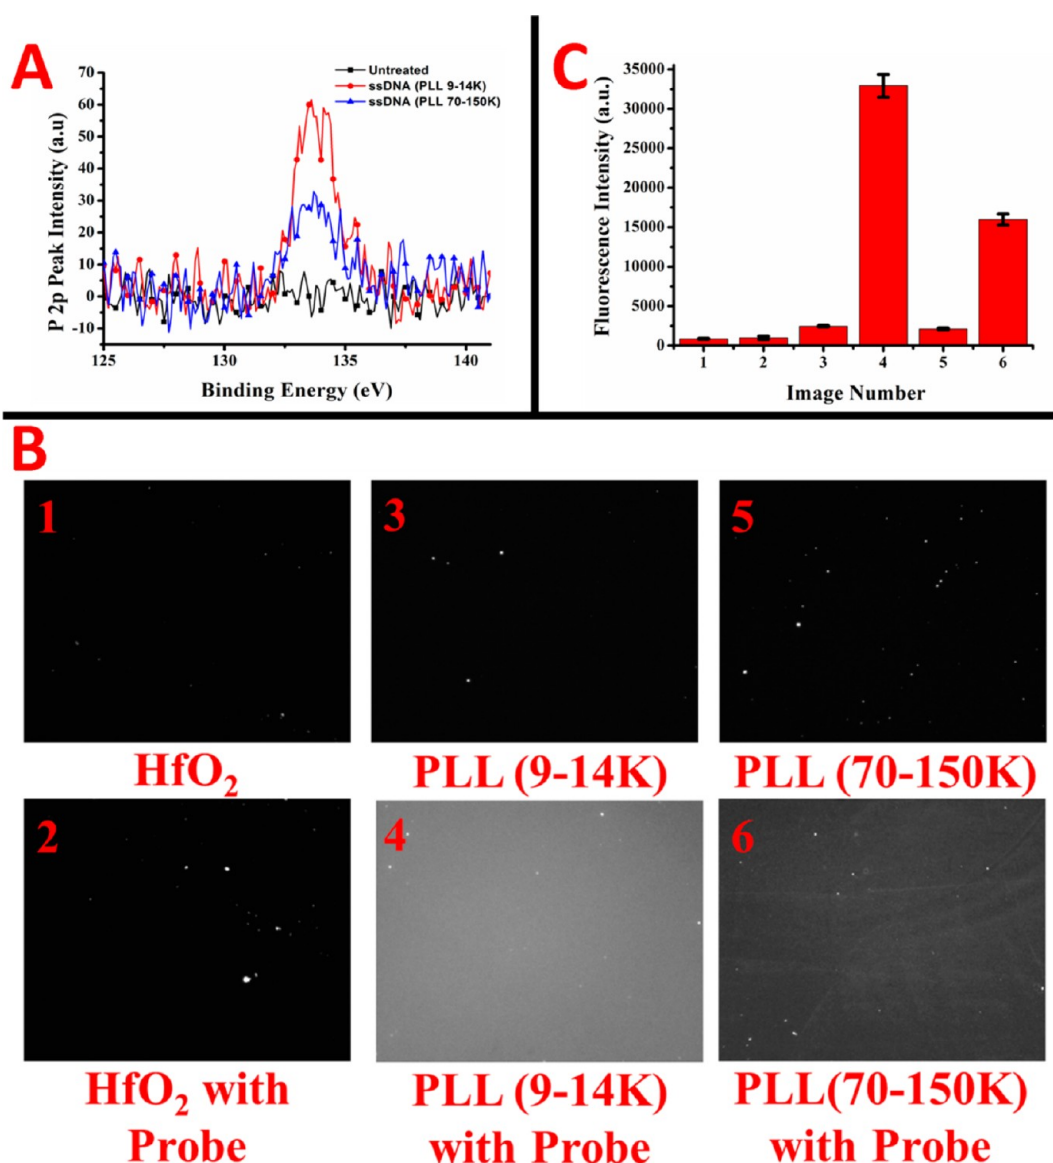 A
P 2p Peak Intensity (a.u)
70
60
50
40
30
20
10
0
-10
125 130 135 140
Binding Energy (eV)
Untreated
ssDNA (PLL 9-14K)
ssDNA (PLL 70-150K)
C
Fluorescence Intensity (a.u.)
35000
30000
25000
20000
15000
10000
5000
0
1 2 3 4 5 6
Image Number
B
1
3
5
HfO₂
PLL (9-14K)
PLL (70-150K)
2
4
6
HfO₂ with
Probe
PLL (9-14K)
with Probe
PLL(70-150K)
with Probe